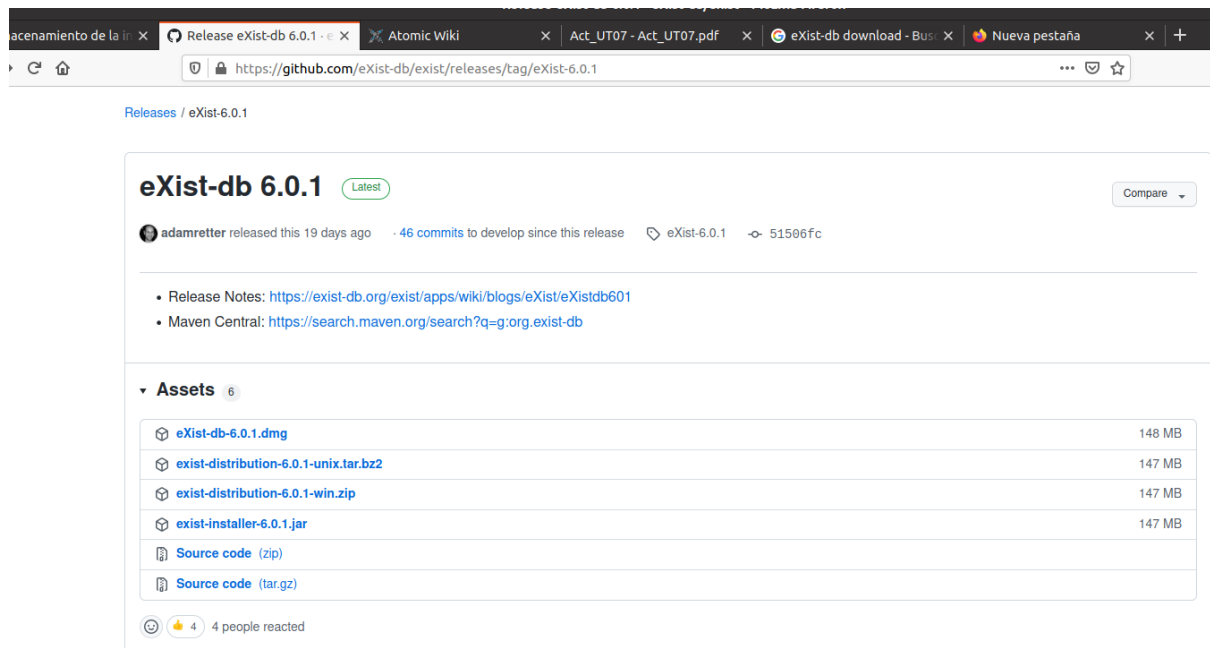 acenamiento de la in
Release eXist-db 6.0.1 · e
Atomic Wiki
Act_UT07 - Act_UT07.pdf
eXist-db download - Bus
Nueva pestaña
https://github.com/eXist-db/exist/releases/tag/eXist-6.0.1
Releases / eXist-6.0.1
eXist-db 6.0.1 Latest
Compare
adamretter released this 19 days ago · 46 commits to develop since this release eXist-6.0.1 51506fc
• Release Notes: https://exist-db.org/exist/apps/wiki/blogs/eXist/eXistdb601
• Maven Central: https://search.maven.org/search?q=g:org.exist-db
Assets 6
eXist-db-6.0.1.dmg 148 MB
exist-distribution-6.0.1-unix.tar.bz2 147 MB
exist-distribution-6.0.1-win.zip 147 MB
exist-installer-6.0.1.jar 147 MB
Source code (zip)
Source code (tar.gz)
4 4 people reacted